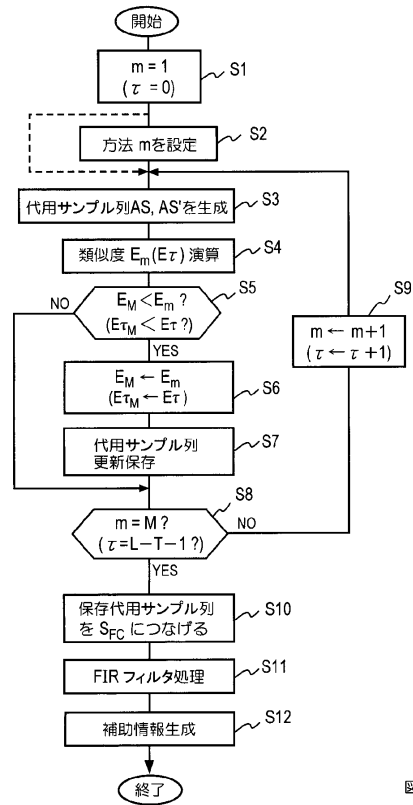 開始
m = 1
(τ = 0)
S1
方法 mを設定
S2
代用サンプル列AS, AS'を生成
S3
類似度 Em(Eτ) 演算
S4
EM < Em ?
(EτM < Eτ ?)
S5
NO
YES
EM ← Em
(EτM ← Eτ)
S6
代用サンプル列
更新保存
S7
m = M ?
(τ = L − T − 1 ?)
S8
NO
YES
m ← m+1
(τ ← τ + 1)
S9
保存代用サンプル列
を SFC につなげる
S10
FIR フィルタ処理
S11
補助情報生成
S12
終了